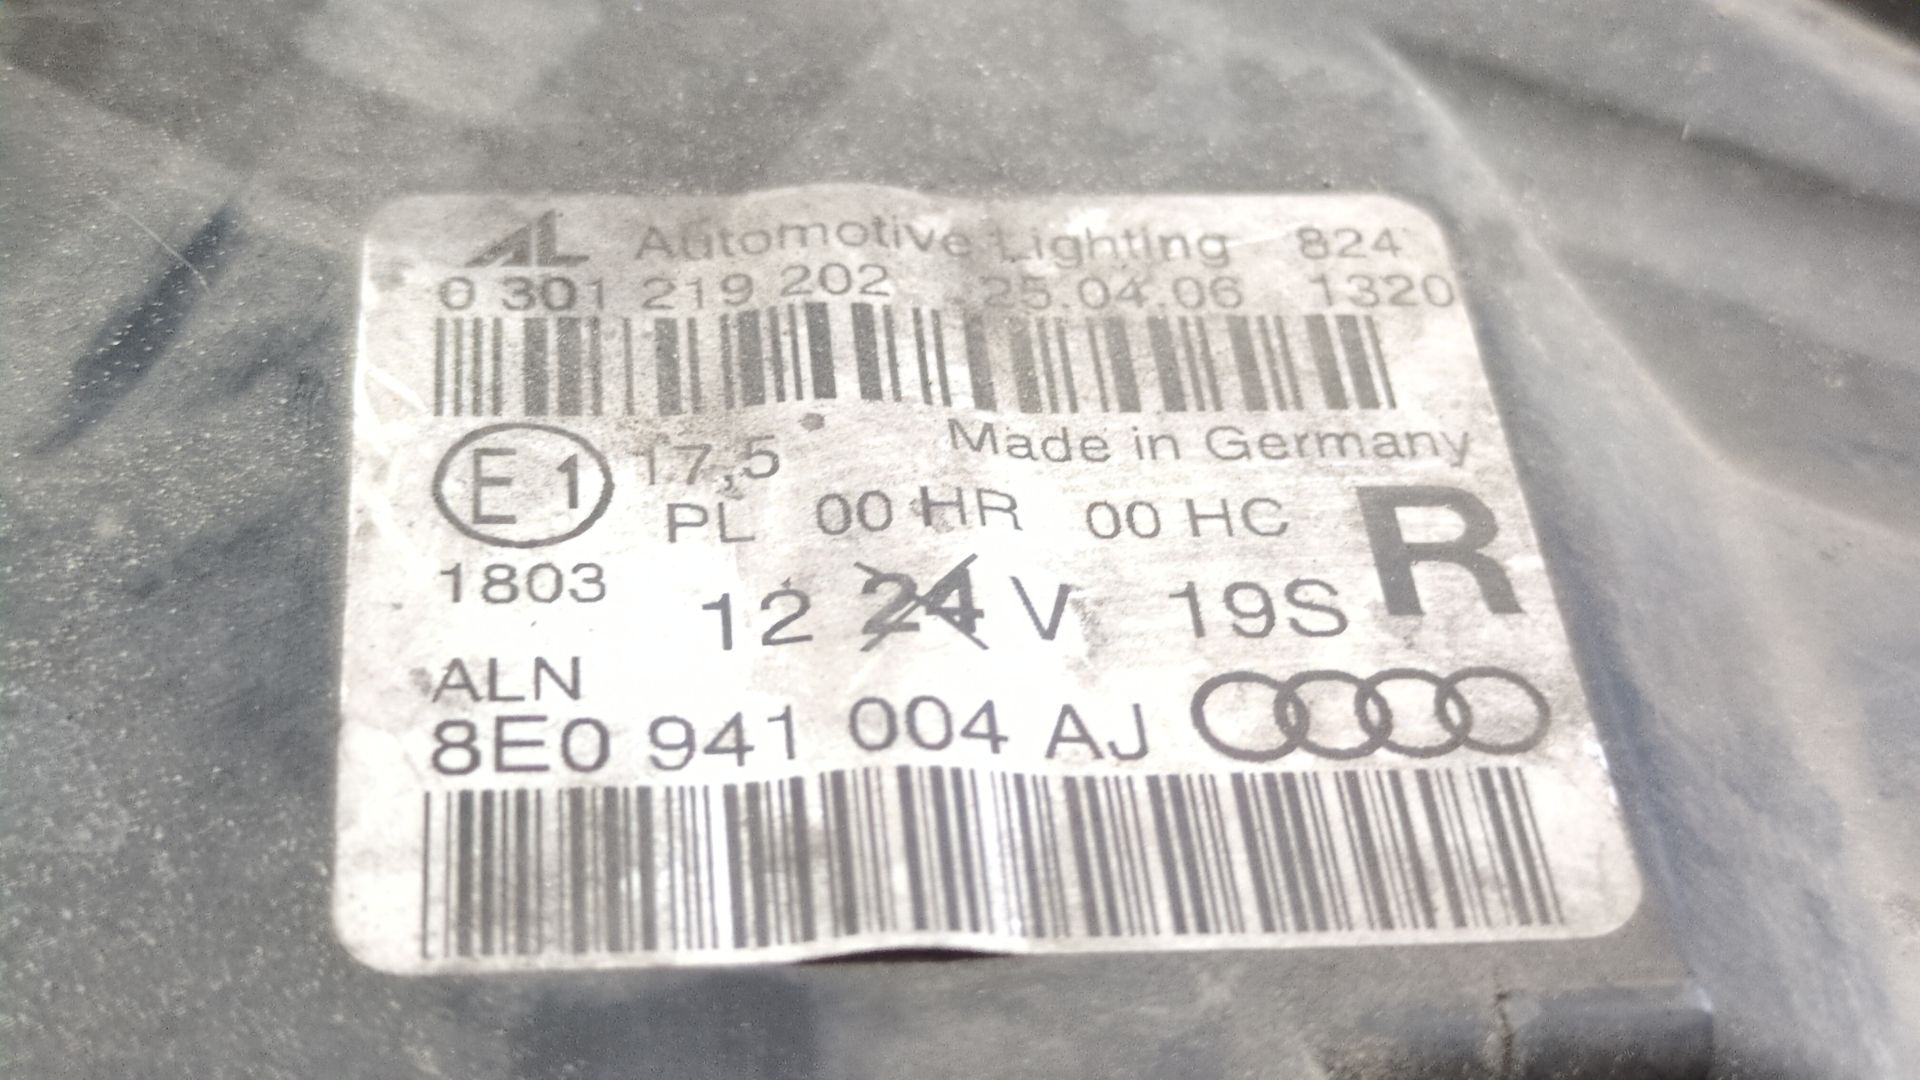 AL Automotive Lighting 824
0 301 219 202 25.04.06 1320
E1 17,5 Made in Germany
PL 00 HR 00 HC R
1803
12 24 V 19S
ALN
8E0 941 004 AJ